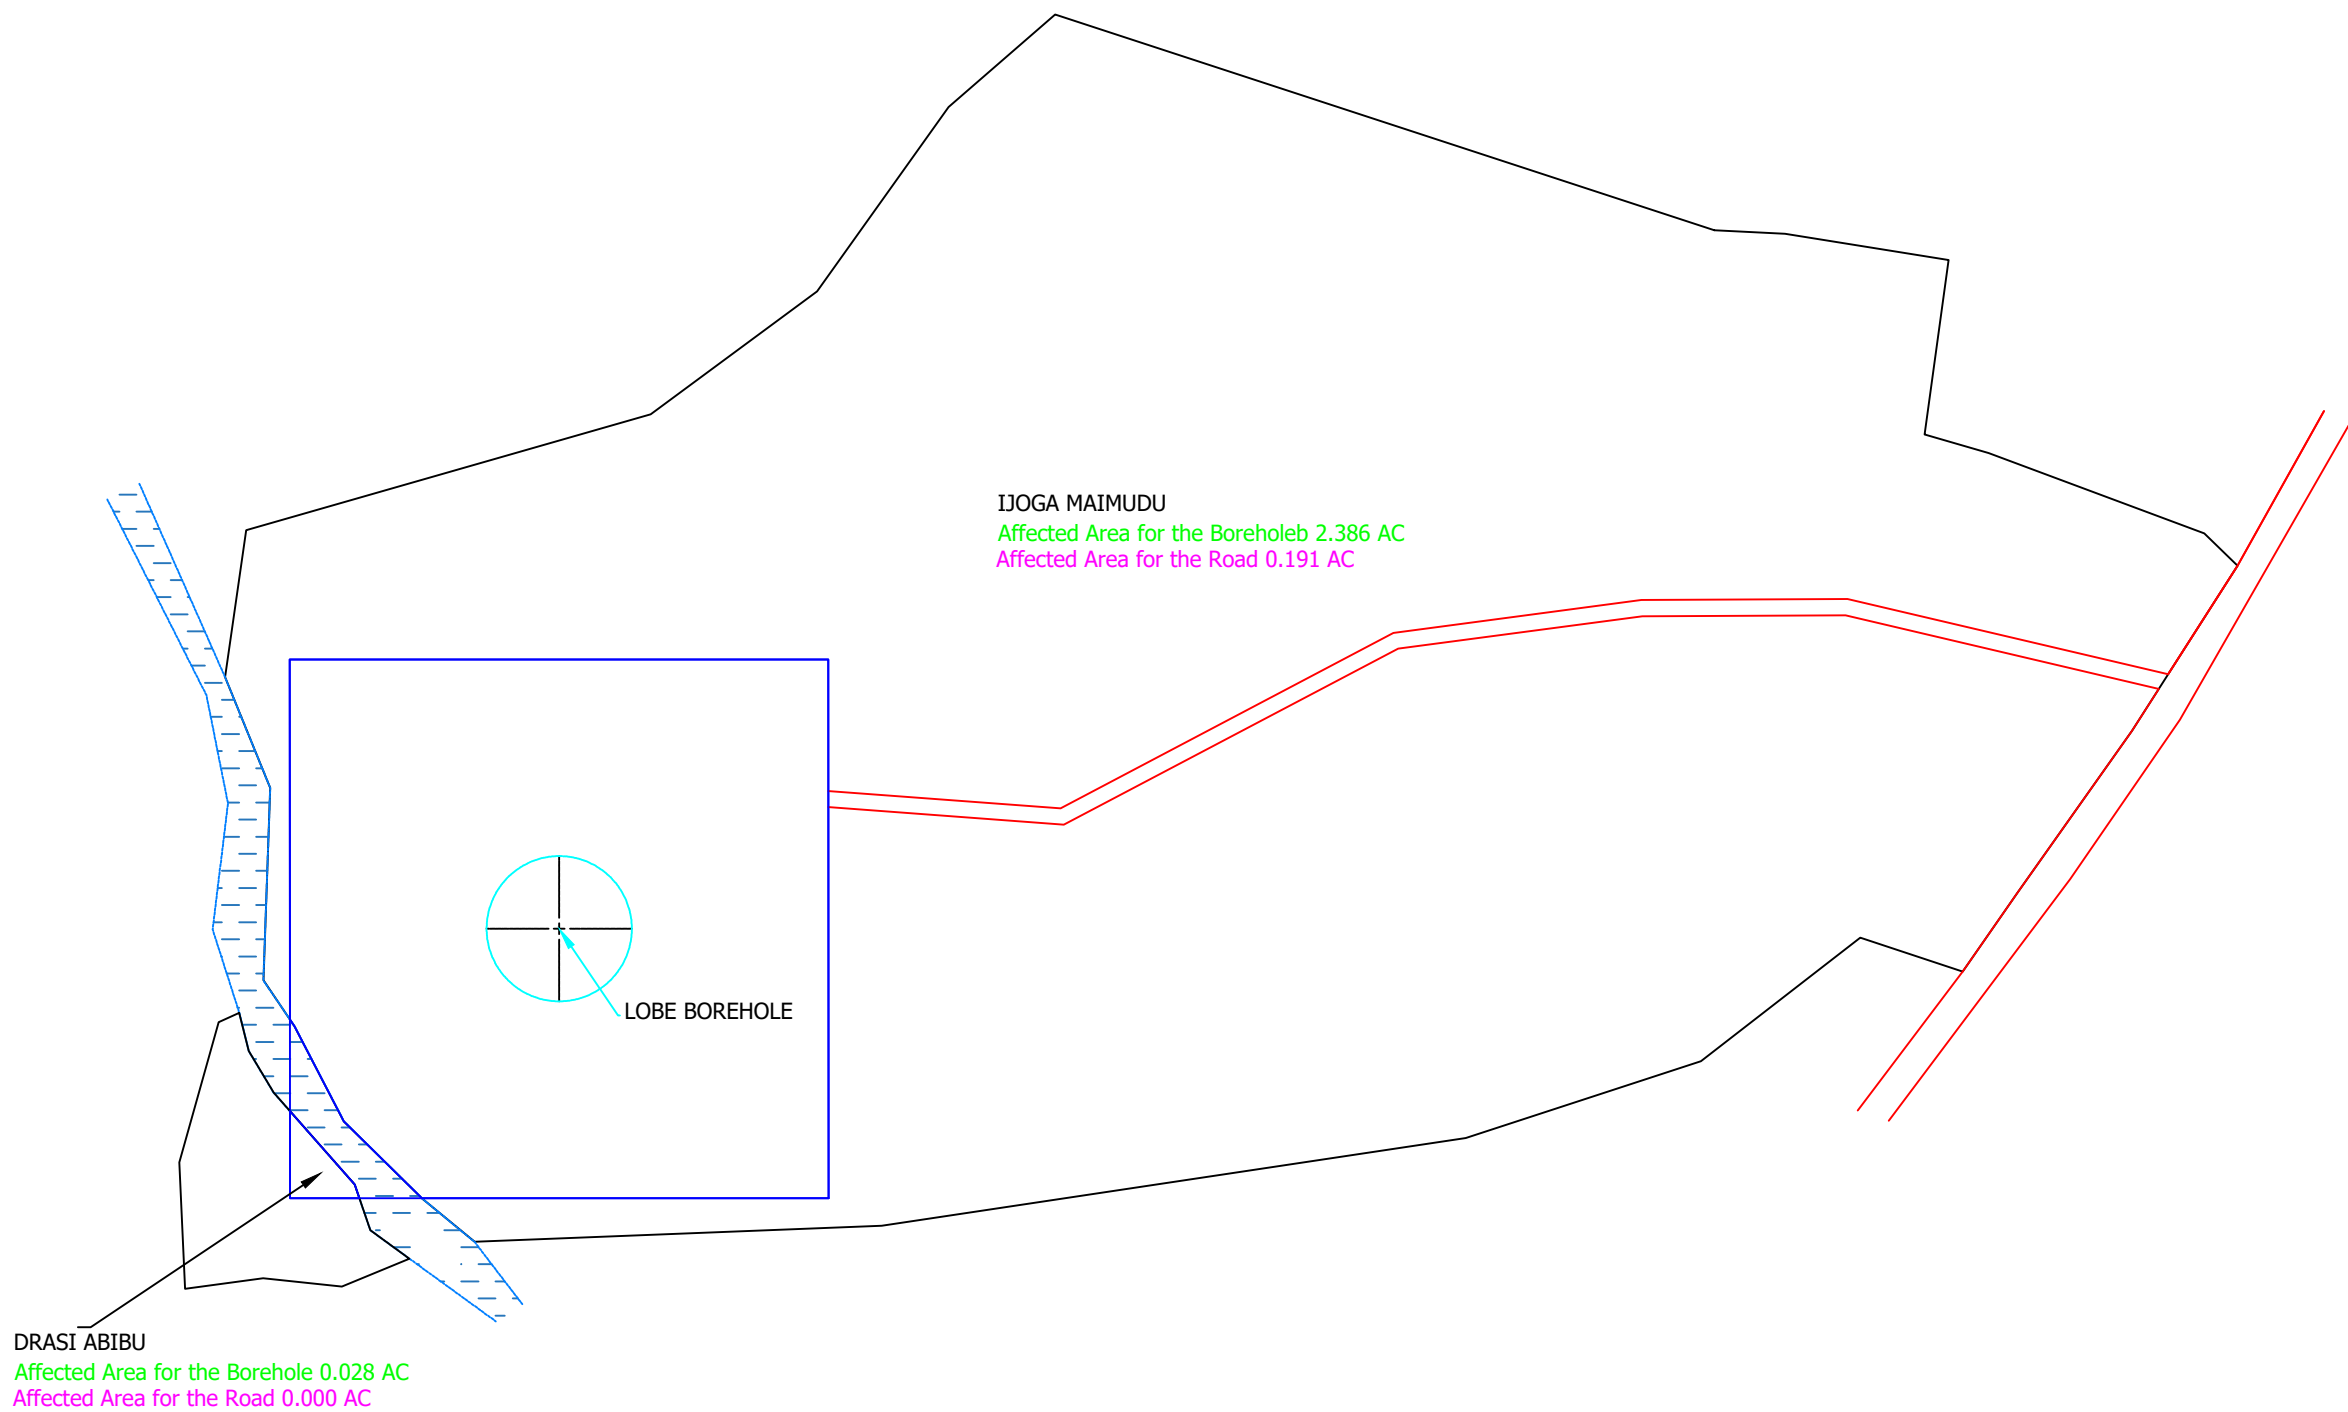 IJOGA MAIMUDU
Affected Area for the Boreholeb 2.386 AC
Affected Area for the Road 0.191 AC
LOBE BOREHOLE
DRASI ABIBU
Affected Area for the Borehole 0.028 AC
Affected Area for the Road 0.000 AC